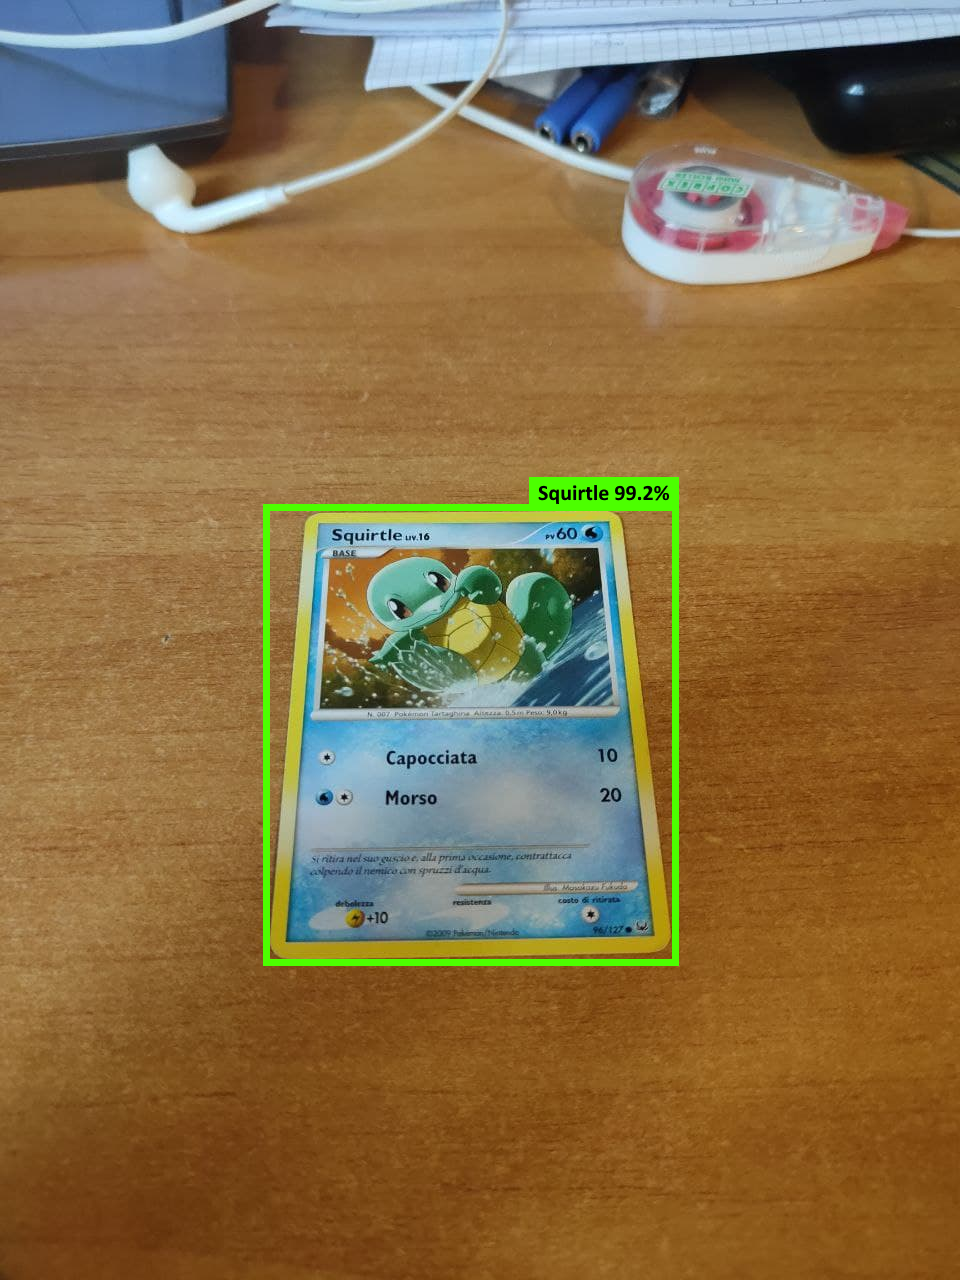 CORREX
Squirtle 99.2%
Squirtle LIV.16
PV 60
BASE
N. 007 Pokémon Tartaghina Altezza: 0,5 m Peso: 9,0 kg
Capocciata 10
Morso 20
Si ritira nel suo guscio e, alla prima occasione, contrattacca
colpendo il nemico con spruzzi d'acqua.
Illus. Masakazu Fukuda
debolezza resistenza costo di ritirata
+10
©2009 Pokémon/Nintendo 96/127